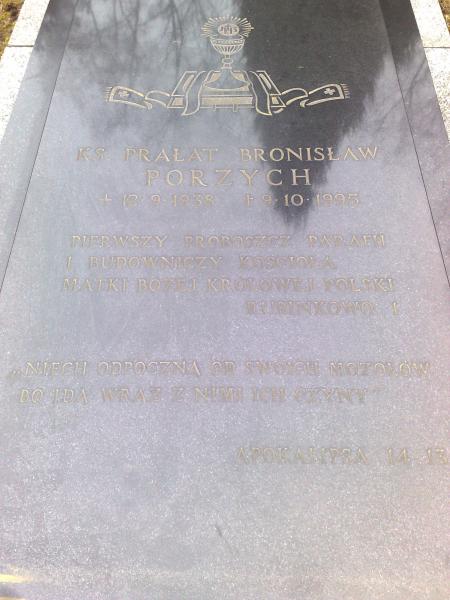 IHS
KS. PRAŁAT BRONISŁAW
PORZYCH
+ 12·9·1938 †9·10·1995
PIERWSZY PROBOSZCZ PARAFII
I BUDOWNICZY KOŚCIOŁA
MATKI BOŻEJ KRÓLOWEJ POLSKI
RUBINKOWO I
„NIECH ODPOCZNĄ OD SWOICH MOZOŁÓW
BO IDĄ WRAZ Z NIMI ICH CZYNY"
APOKALIPSA 14-13